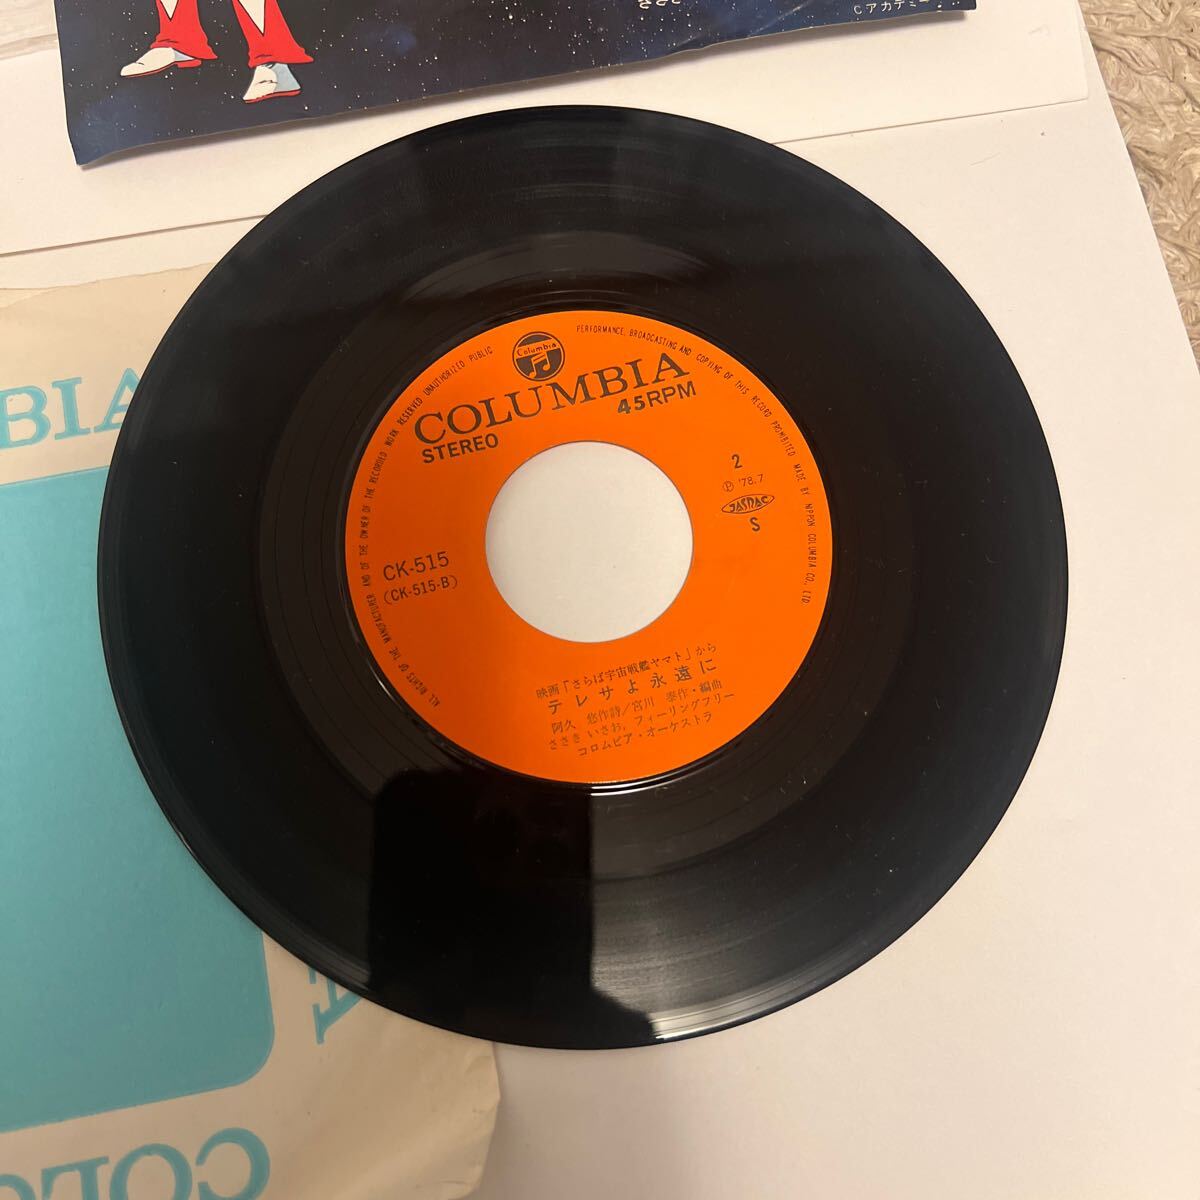 ささき
Cアカデミー
ALL RIGHTS OF THE MANUFACTURER AND OF THE OWNER OF THE RECORDED WORK RESERVED UNAUTHORIZED PUBLIC
PERFORMANCE, BROADCASTING AND COPYING OF THIS RECORD PROHIBITED MADE BY NIPPON COLUMBIA CO., LTD.
Columbia
COLUMBIA
STEREO
45RPM
2
Ⓟ '78.7
JASRAC
S
CK-515
(CK-515-B)
映画「さらば宇宙戦艦ヤマト」から
テレサよ永遠に
阿久 悠作詩/宮川 泰作・編曲
ささき いさお,フィーリングフリー
コロムビア・オーケストラ
BIA
COLO